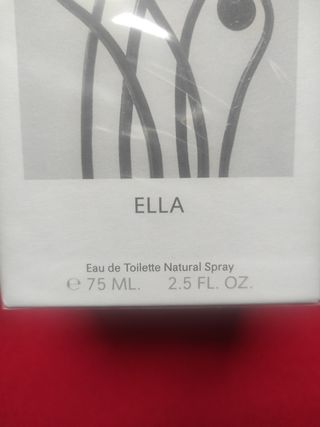 ELLA
Eau de Toilette Natural Spray
℮ 75 ML. 2.5 FL. OZ.